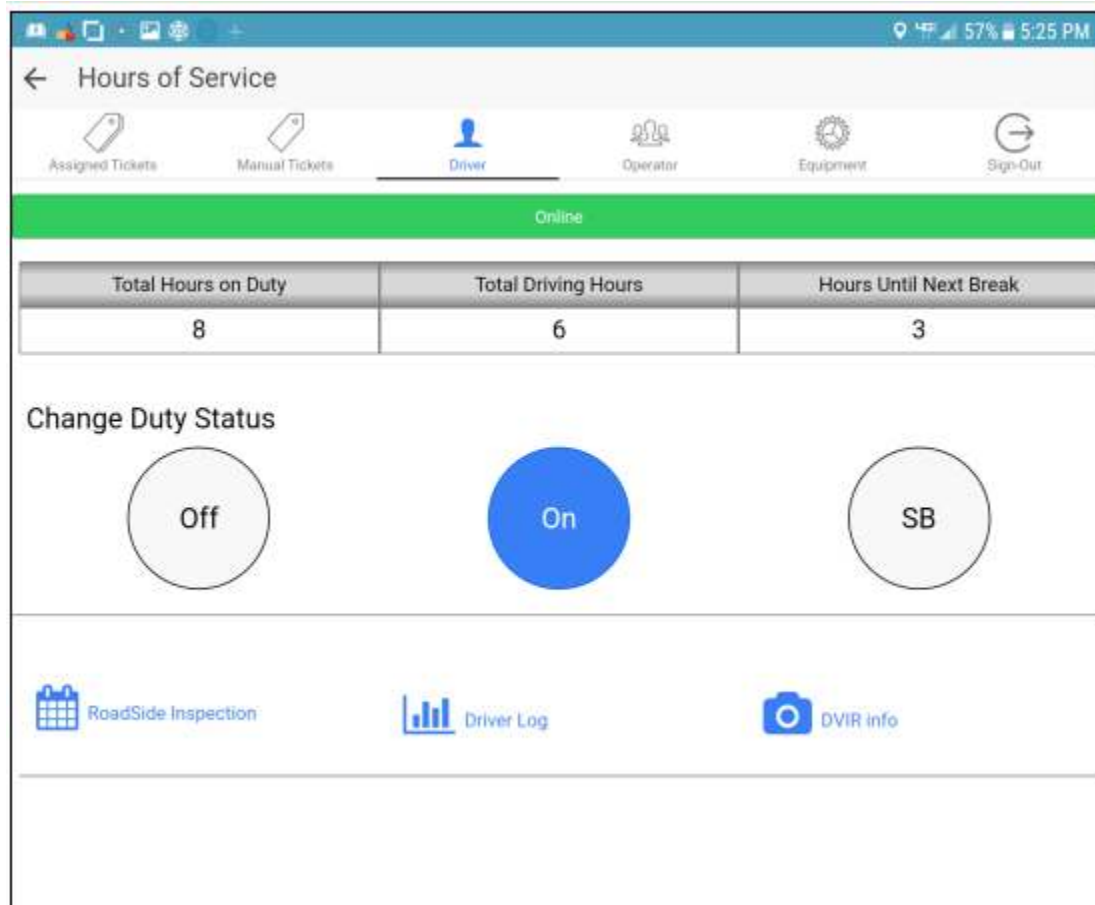 57% 5:25 PM
Hours of Service
Assigned Tickets Manual Tickets Driver Operator Equipment Sign-Out
Online
Total Hours on Duty Total Driving Hours Hours Until Next Break
8 6 3
Change Duty Status
Off On SB
RoadSide Inspection Driver Log DVIR info